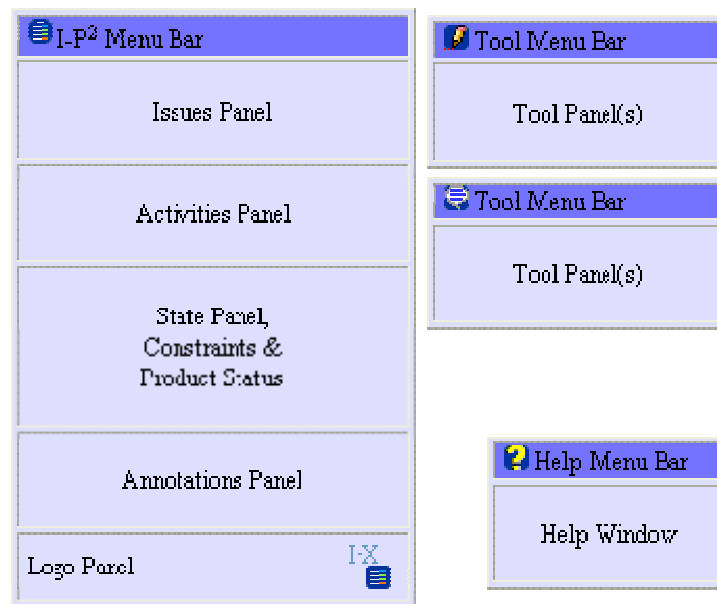 I-P² Menu Bar
Issues Panel
Activities Panel
State Panel,
Constraints &
Product Status
Annotations Panel
Logo Panel
I-X
Tool Menu Bar
Tool Panel(s)
Tool Menu Bar
Tool Panel(s)
Help Menu Bar
Help Window